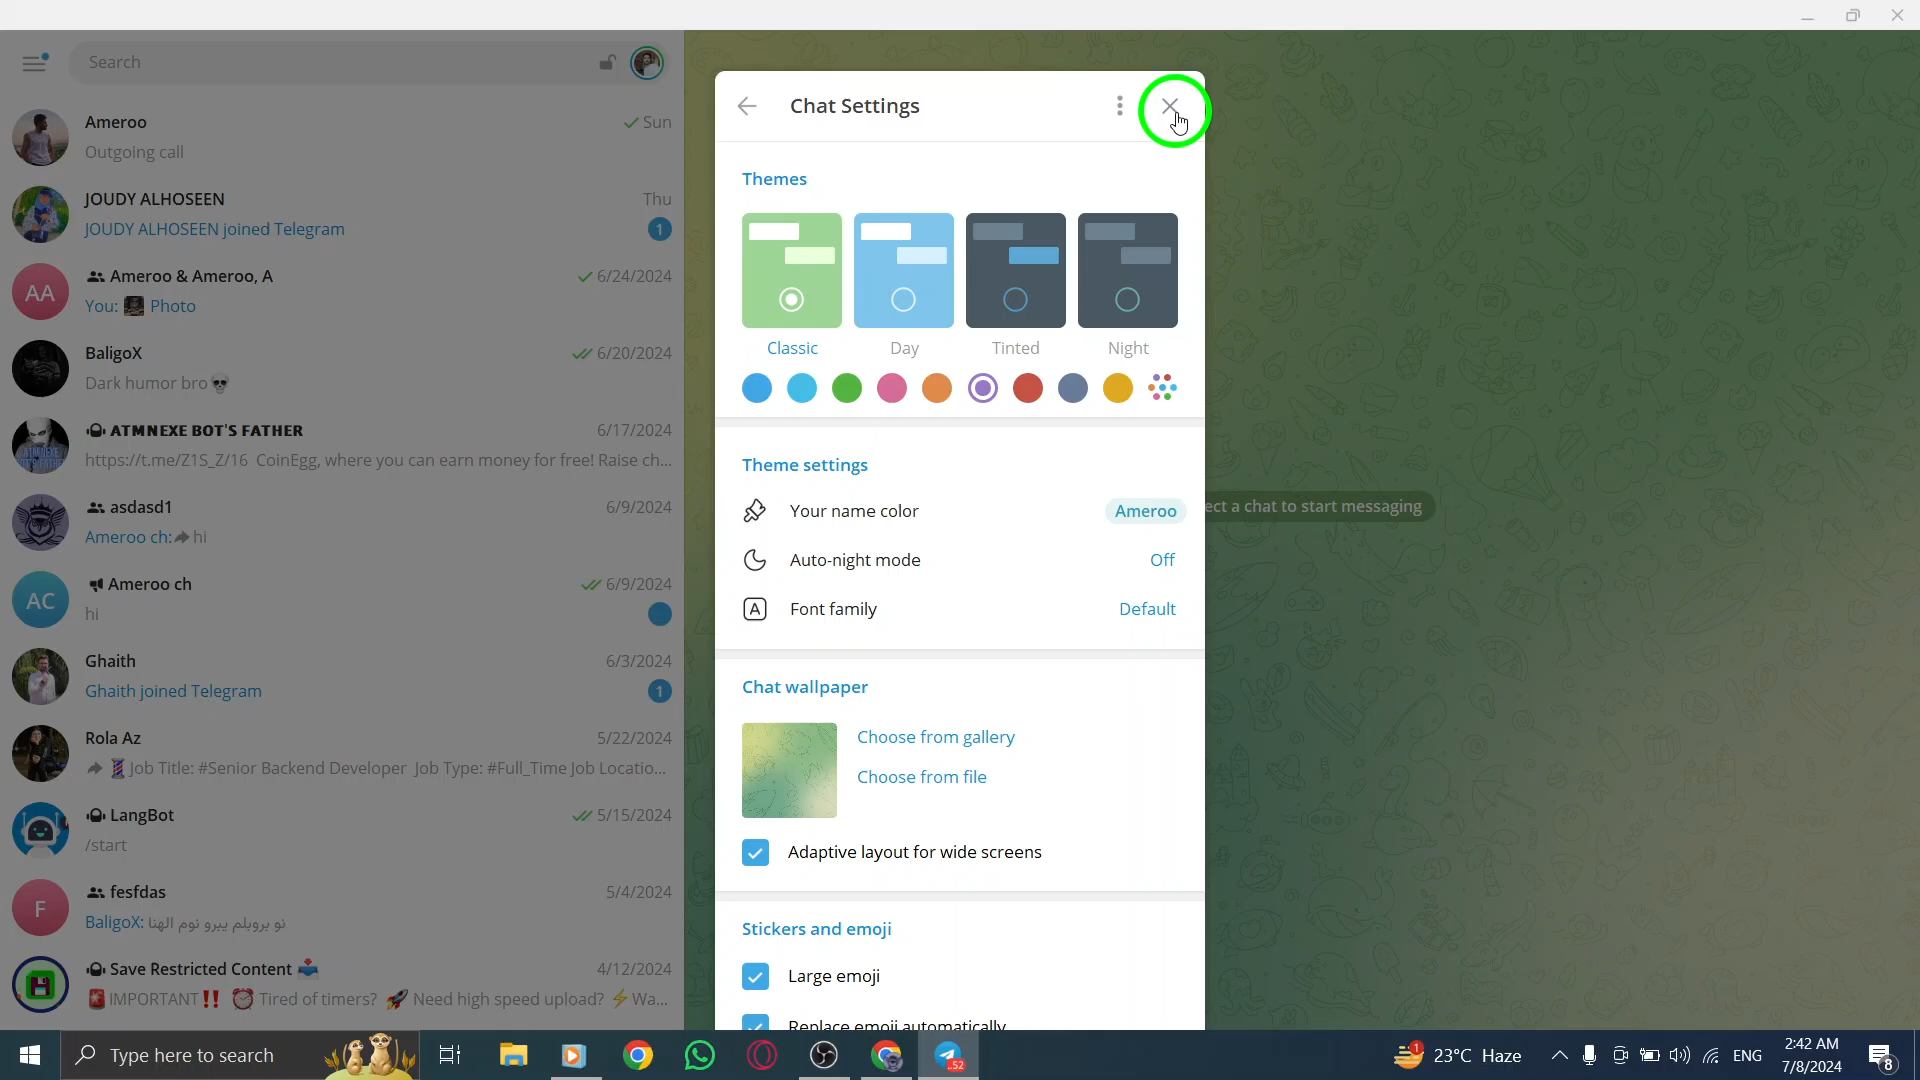 Search
Ameroo
Sun
Outgoing call
JOUDY ALHOSEEN
Thu
JOUDY ALHOSEEN joined Telegram
1
AA
Ameroo & Ameroo, A
6/24/2024
You: Photo
BaligoX
6/20/2024
Dark humor bro💀
ATMNEXE BOT'S FATHER
6/17/2024
https://t.me/Z1S_Z/16 CoinEgg, where you can earn money for free! Raise ch...
asdasd1
6/9/2024
Ameroo ch: hi
AC
Ameroo ch
6/9/2024
hi
Ghaith
6/3/2024
Ghaith joined Telegram
1
Rola Az
5/22/2024
💈Job Title: #Senior Backend Developer Job Type: #Full_Time Job Locatio...
LangBot
5/15/2024
/start
F
fesfdas
5/4/2024
BaligoX: نو بروبلم بيرو نوم الهنا
Save Restricted Content 📥
4/12/2024
🚨IMPORTANT‼️ ⏰ Tired of timers? 🚀 Need high speed upload? ⚡Wa...
Chat Settings
Themes
Classic
Day
Tinted
Night
Theme settings
Your name color
Ameroo
Auto-night mode
Off
A
Font family
Default
Chat wallpaper
Choose from gallery
Choose from file
Adaptive layout for wide screens
Stickers and emoji
Large emoji
Replace emoji automatically
ect a chat to start messaging
Type here to search
..52
1
23°C Haze
ENG
2:42 AM
7/8/2024
8